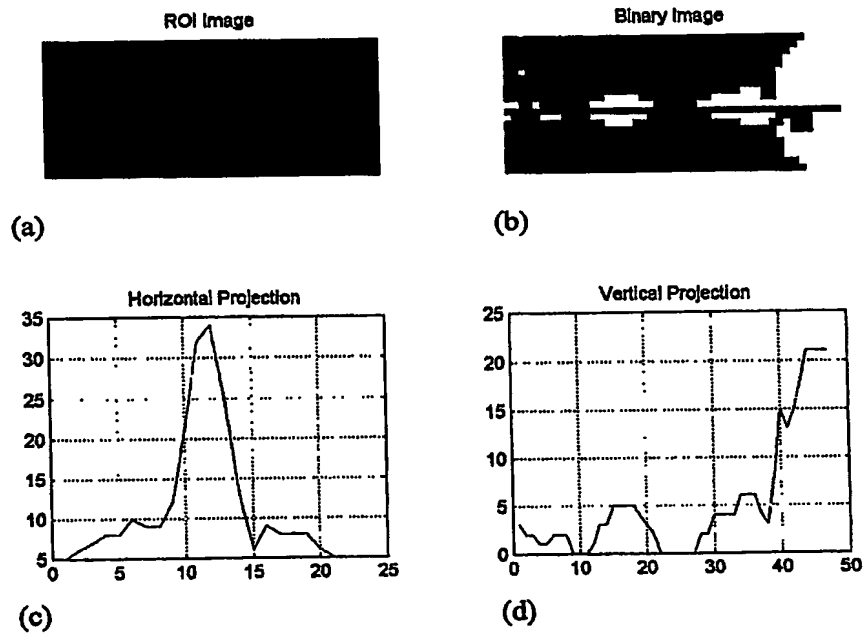 ROI Image
Binary Image
(a)
(b)
Horizontal Projection
35
30
25
20
15
10
5
0 5 10 15 20 25
(c)
Vertical Projection
25
20
15
10
5
0
0 10 20 30 40 50
(d)